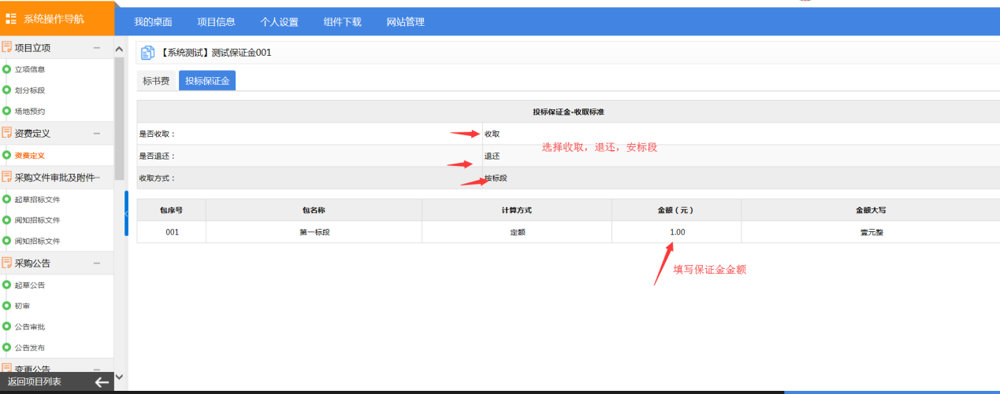 系统操作导航
我的桌面 项目信息 个人设置 组件下载 网站管理
项目立项
立项信息
划分标段
场地预约
资费定义
资费定义
采购文件审批及附件
起草招标文件
阅知招标文件
阅知招标文件
采购公告
起草公告
初审
公告审批
公告发布
变更公告
返回项目列表
【系统测试】测试保证金001
标书费 投标保证金
投标保证金-收取标准
是否收取： 收取
选择收取，退还，安标段
是否退还： 退还
收取方式： 按标段
包序号 包名称 计算方式 金额（元） 金额大写
001 第一标段 定额 1.00 壹元整
填写保证金金额